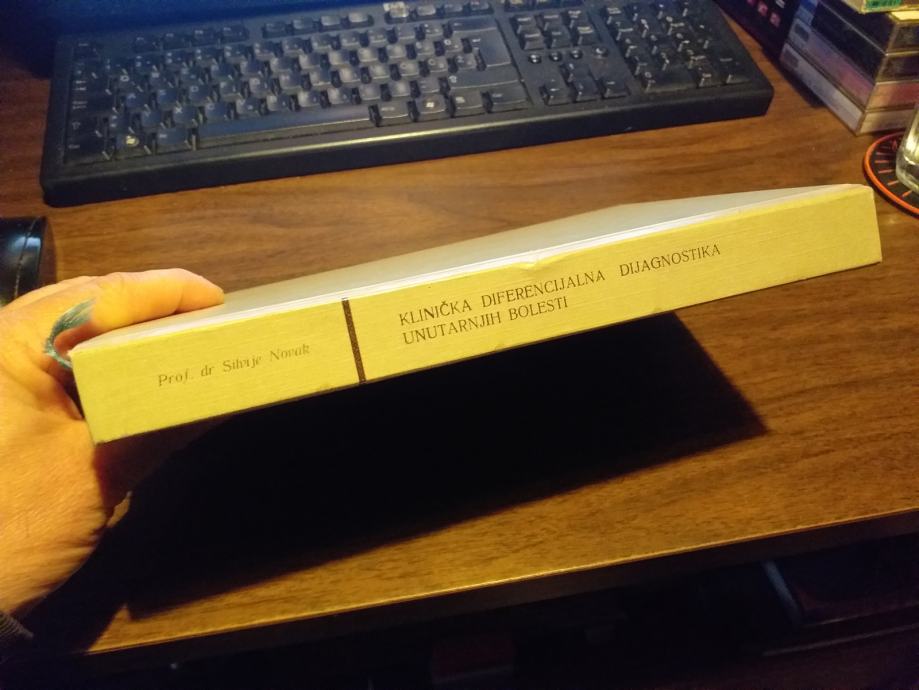 Prof. dr Silvije Novak
KLINIČKA DIFERENCIJALNA DIJAGNOSTIKA
UNUTARNJIH BOLESTI